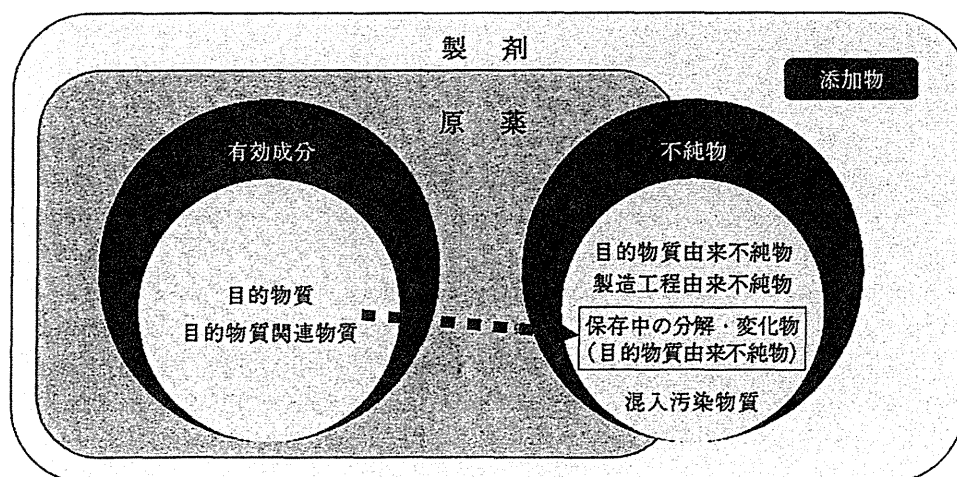 製剤
添加物
原薬
有効成分
不純物
目的物質
目的物質関連物質
目的物質由来不純物
製造工程由来不純物
保存中の分解・変化物
(目的物質由来不純物)
混入汚染物質